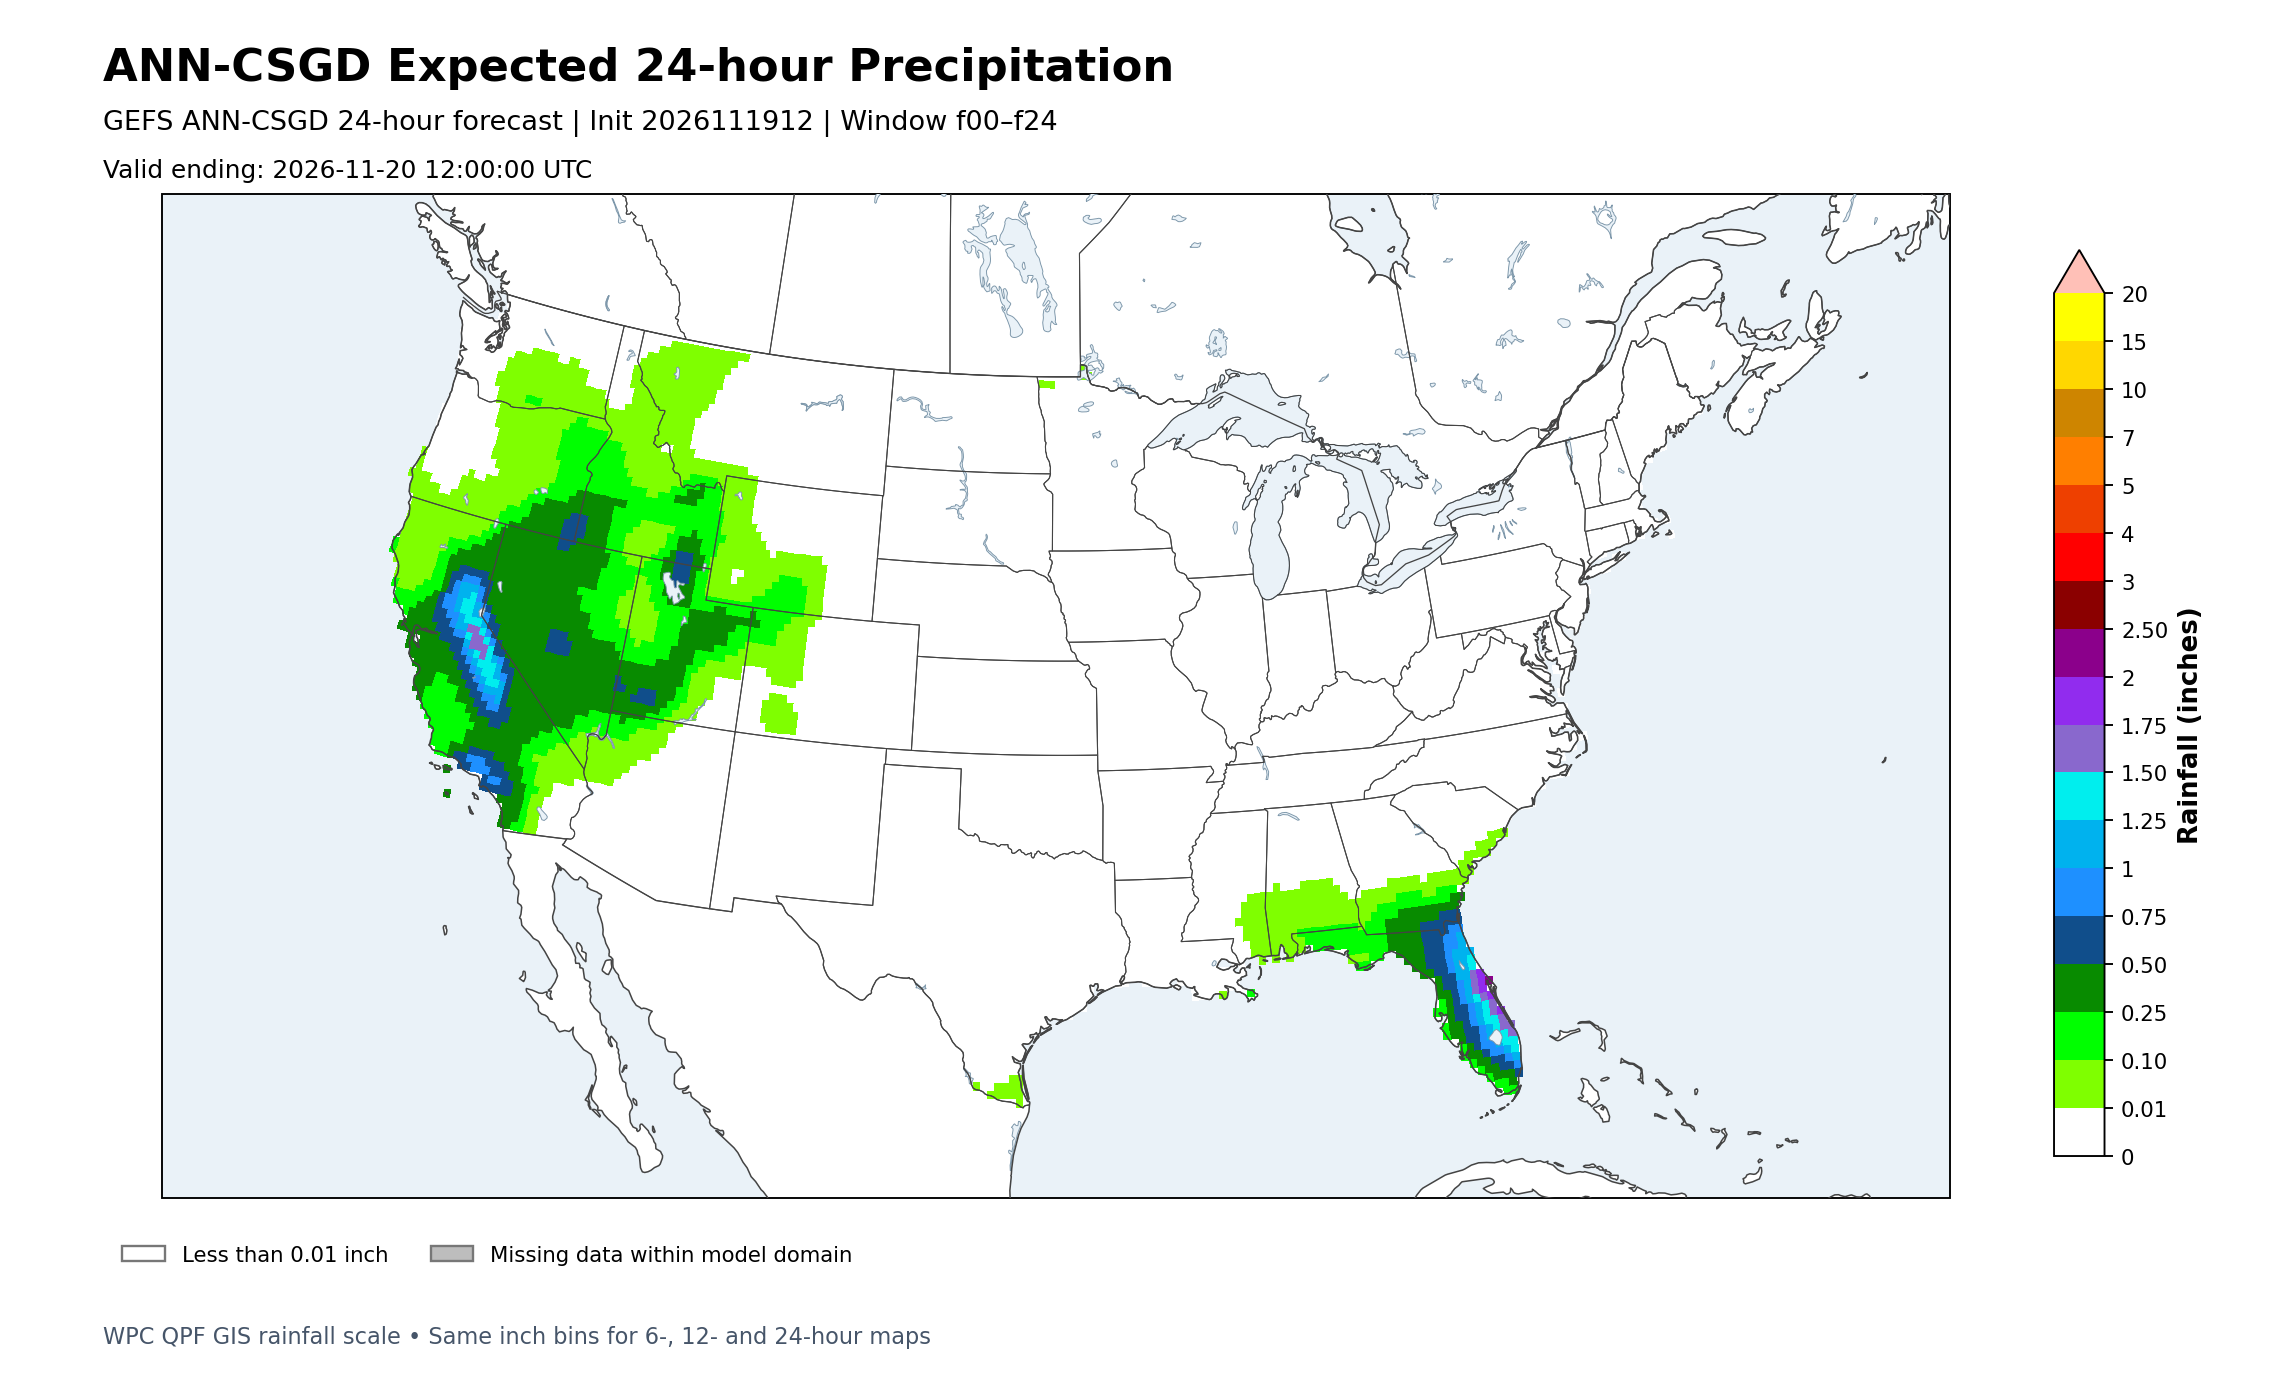 ANN-CSGD Expected 24-hour Precipitation
GEFS ANN-CSGD 24-hour forecast | Init 2026111912 | Window f00–f24
Valid ending: 2026-11-20 12:00:00 UTC
20
15
10
7
5
4
3
2.50
2
1.75
1.50
1.25
1
0.75
0.50
0.25
0.10
0.01
0
Rainfall (inches)
Less than 0.01 inch
Missing data within model domain
WPC QPF GIS rainfall scale • Same inch bins for 6-, 12- and 24-hour maps